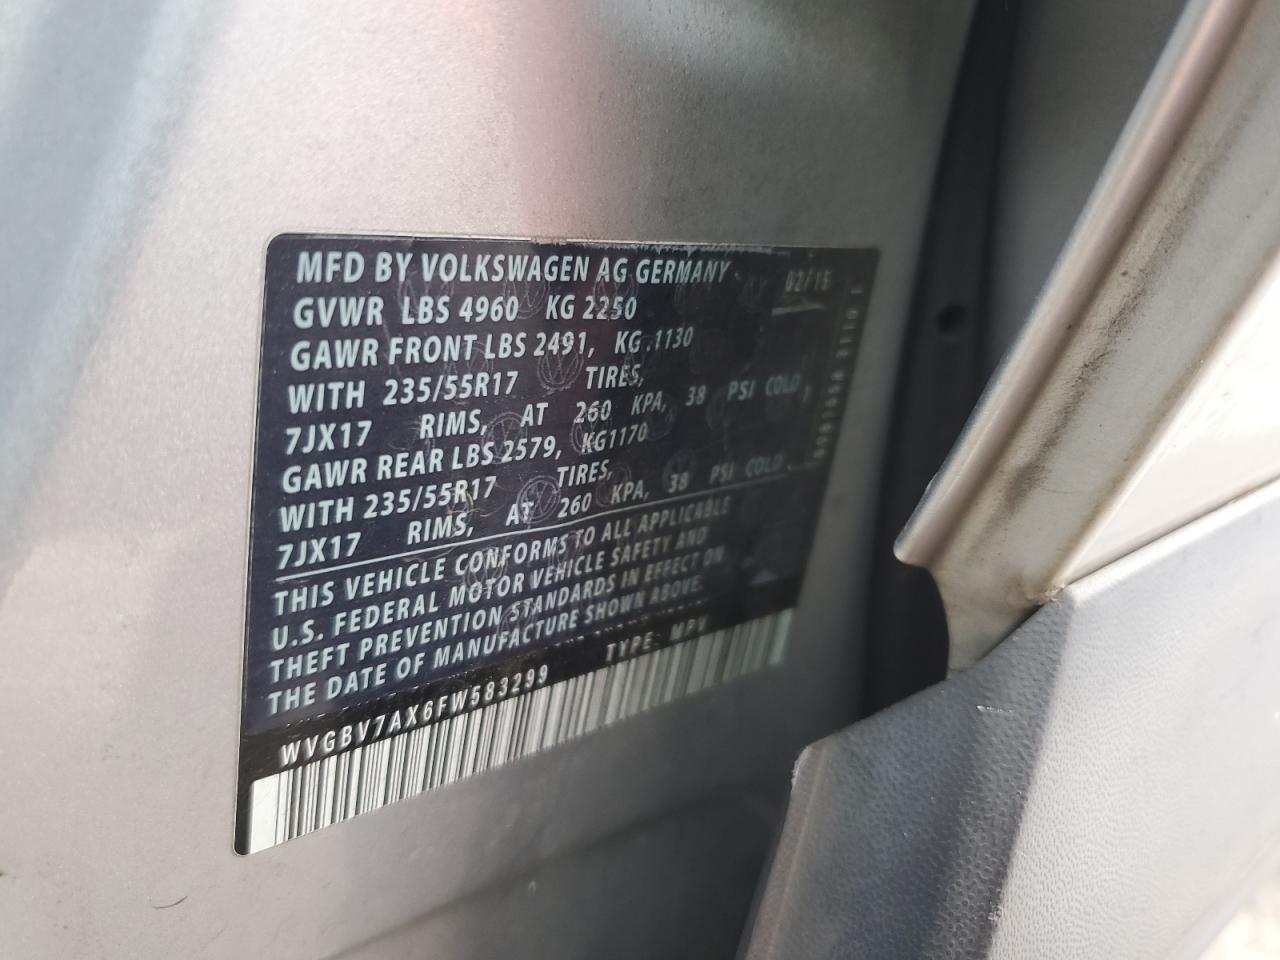 MFD BY VOLKSWAGEN AG GERMANY 02/15
GVWR LBS 4960 KG 2250
GAWR FRONT LBS 2491, KG.1130
WITH 235/55R17 TIRES,
7JX17 RIMS, AT 260 KPA, 38 PSI COLD
GAWR REAR LBS 2579, KG1170
WITH 235/55R17 TIRES,
7JX17 RIMS, AT 260 KPA, 38 PSI COLD
THIS VEHICLE CONFORMS TO ALL APPLICABLE
U.S. FEDERAL MOTOR VEHICLE SAFETY AND
THEFT PREVENTION STANDARDS IN EFFECT ON
THE DATE OF MANUFACTURE SHOWN ABOVE.
WVGBV7AX6FW583299 TYPE: MPV